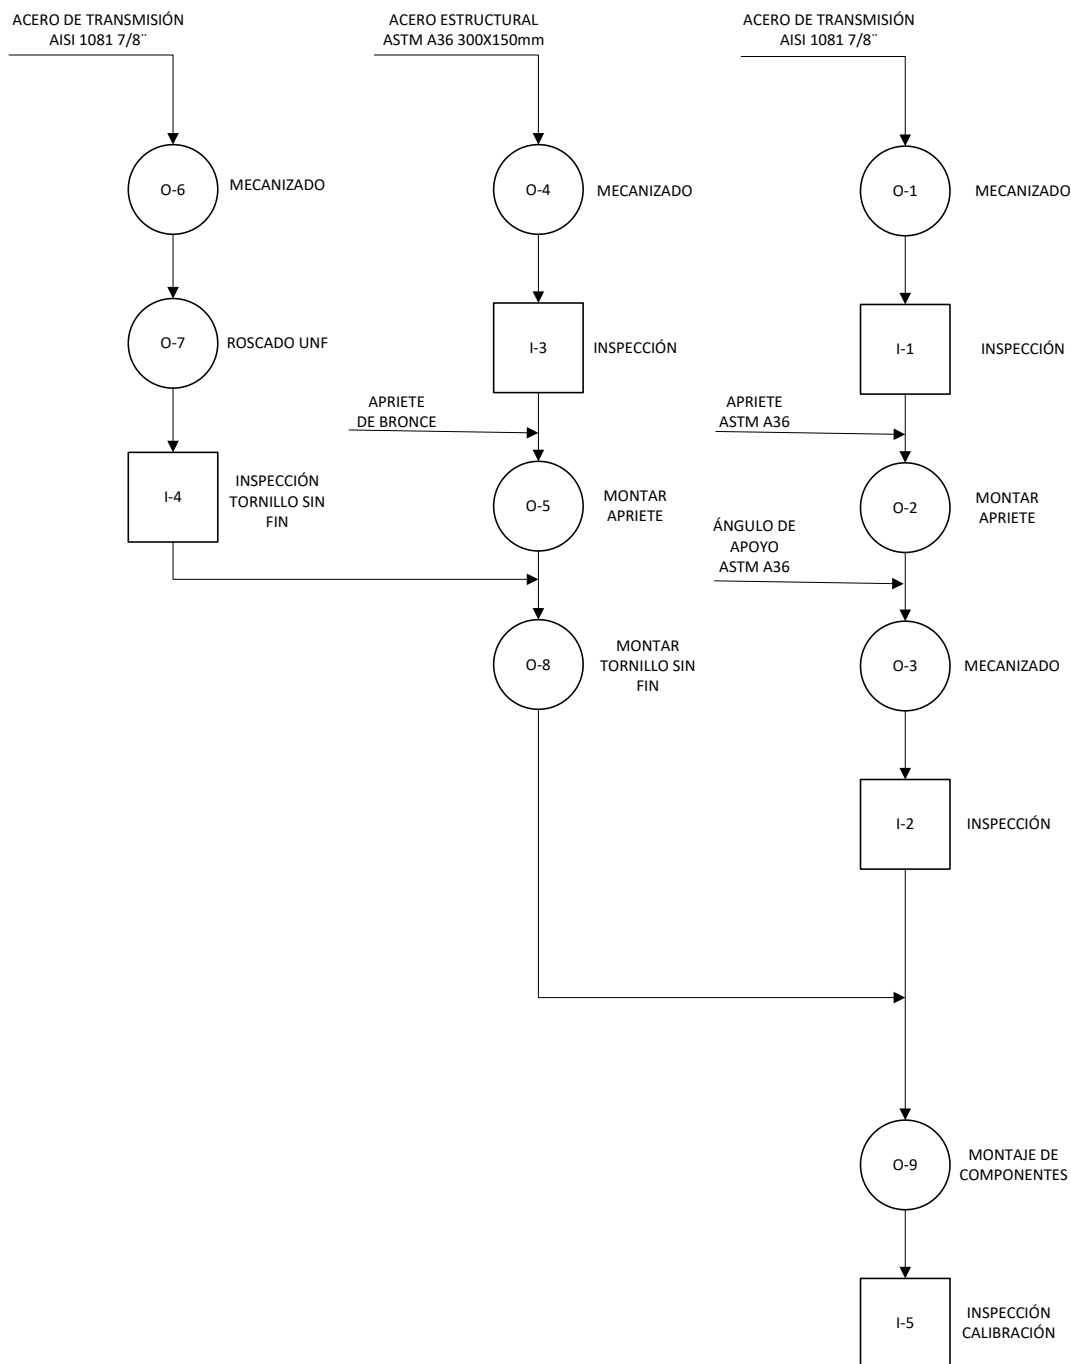 ACERO DE TRANSMISIÓN
AISI 1081 7/8¨
ACERO ESTRUCTURAL
ASTM A36 300X150mm
ACERO DE TRANSMISIÓN
AISI 1081 7/8¨
O-6
MECANIZADO
O-4
MECANIZADO
O-1
MECANIZADO
O-7
ROSCADO UNF
I-3
INSPECCIÓN
I-1
INSPECCIÓN
APRIETE
DE BRONCE
APRIETE
ASTM A36
I-4
INSPECCIÓN
TORNILLO SIN
FIN
O-5
MONTAR
APRIETE
O-2
MONTAR
APRIETE
ÁNGULO DE
APOYO
ASTM A36
O-8
MONTAR
TORNILLO SIN
FIN
O-3
MECANIZADO
I-2
INSPECCIÓN
O-9
MONTAJE DE
COMPONENTES
I-5
INSPECCIÓN
CALIBRACIÓN